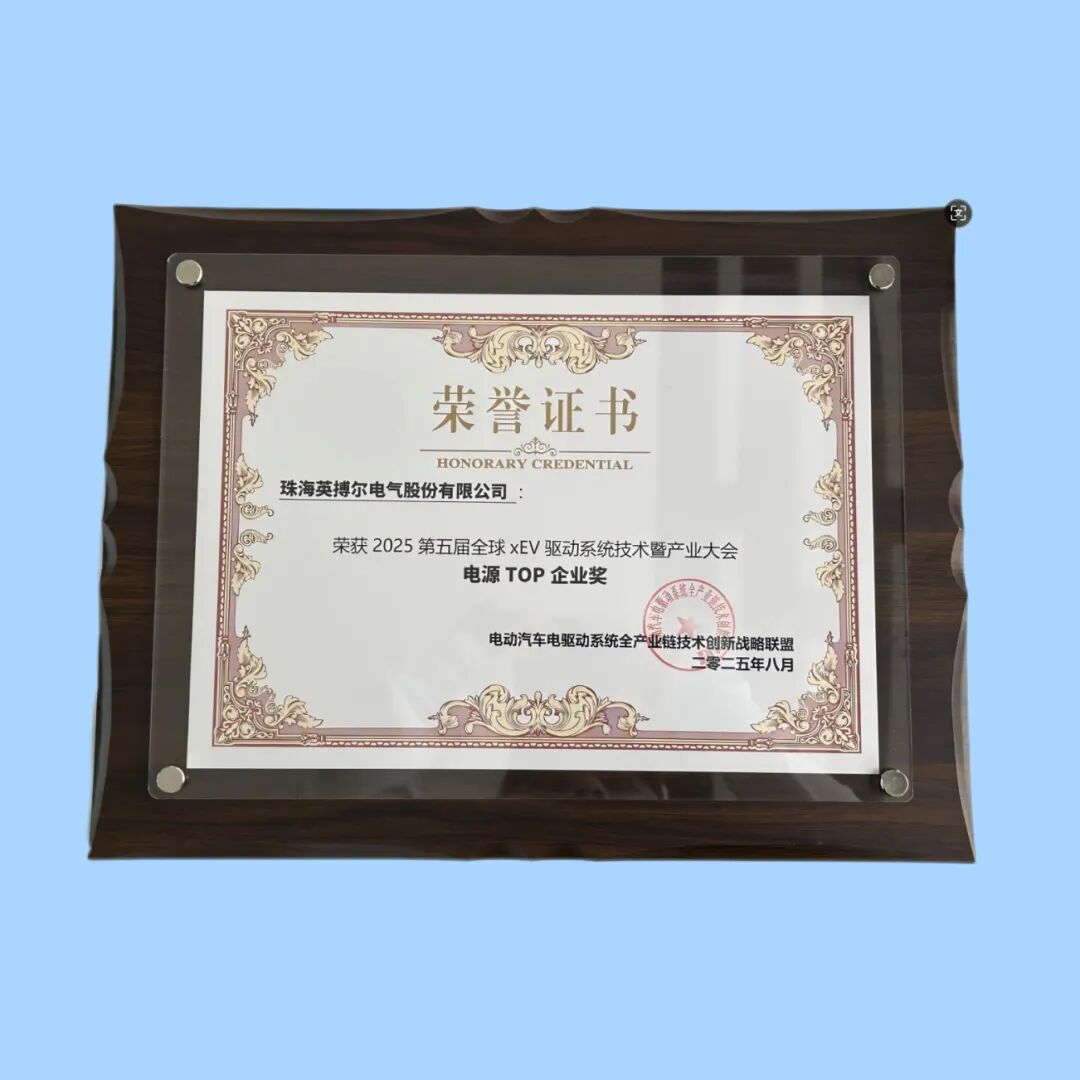 荣誉证书
HONORARY CREDENTIAL
珠海英搏尔电气股份有限公司：
荣获 2025 第五届全球 xEV 驱动系统技术暨产业大会
电源 TOP 企业奖
电动汽车电驱动系统全产业链技术创新战略联盟
二零二五年八月